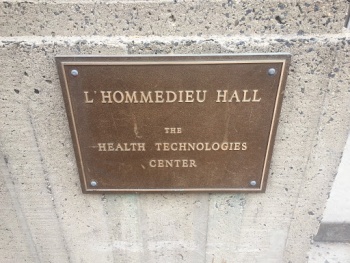 L'HOMMEDIEU HALL
THE
HEALTH TECHNOLOGIES
CENTER